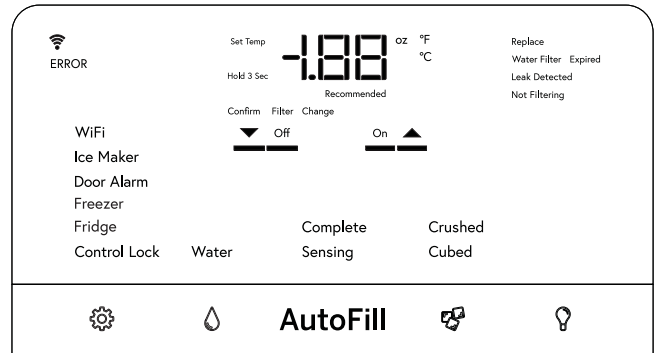 Set Temp
-1.88 oz °F
°C
ERROR
Hold 3 Sec
Recommended
Replace
Water Filter Expired
Leak Detected
Not Filtering
Confirm Filter Change
Off On
WiFi
Ice Maker
Door Alarm
Freezer
Fridge
Control Lock
Water
Complete
Sensing
Crushed
Cubed
AutoFill